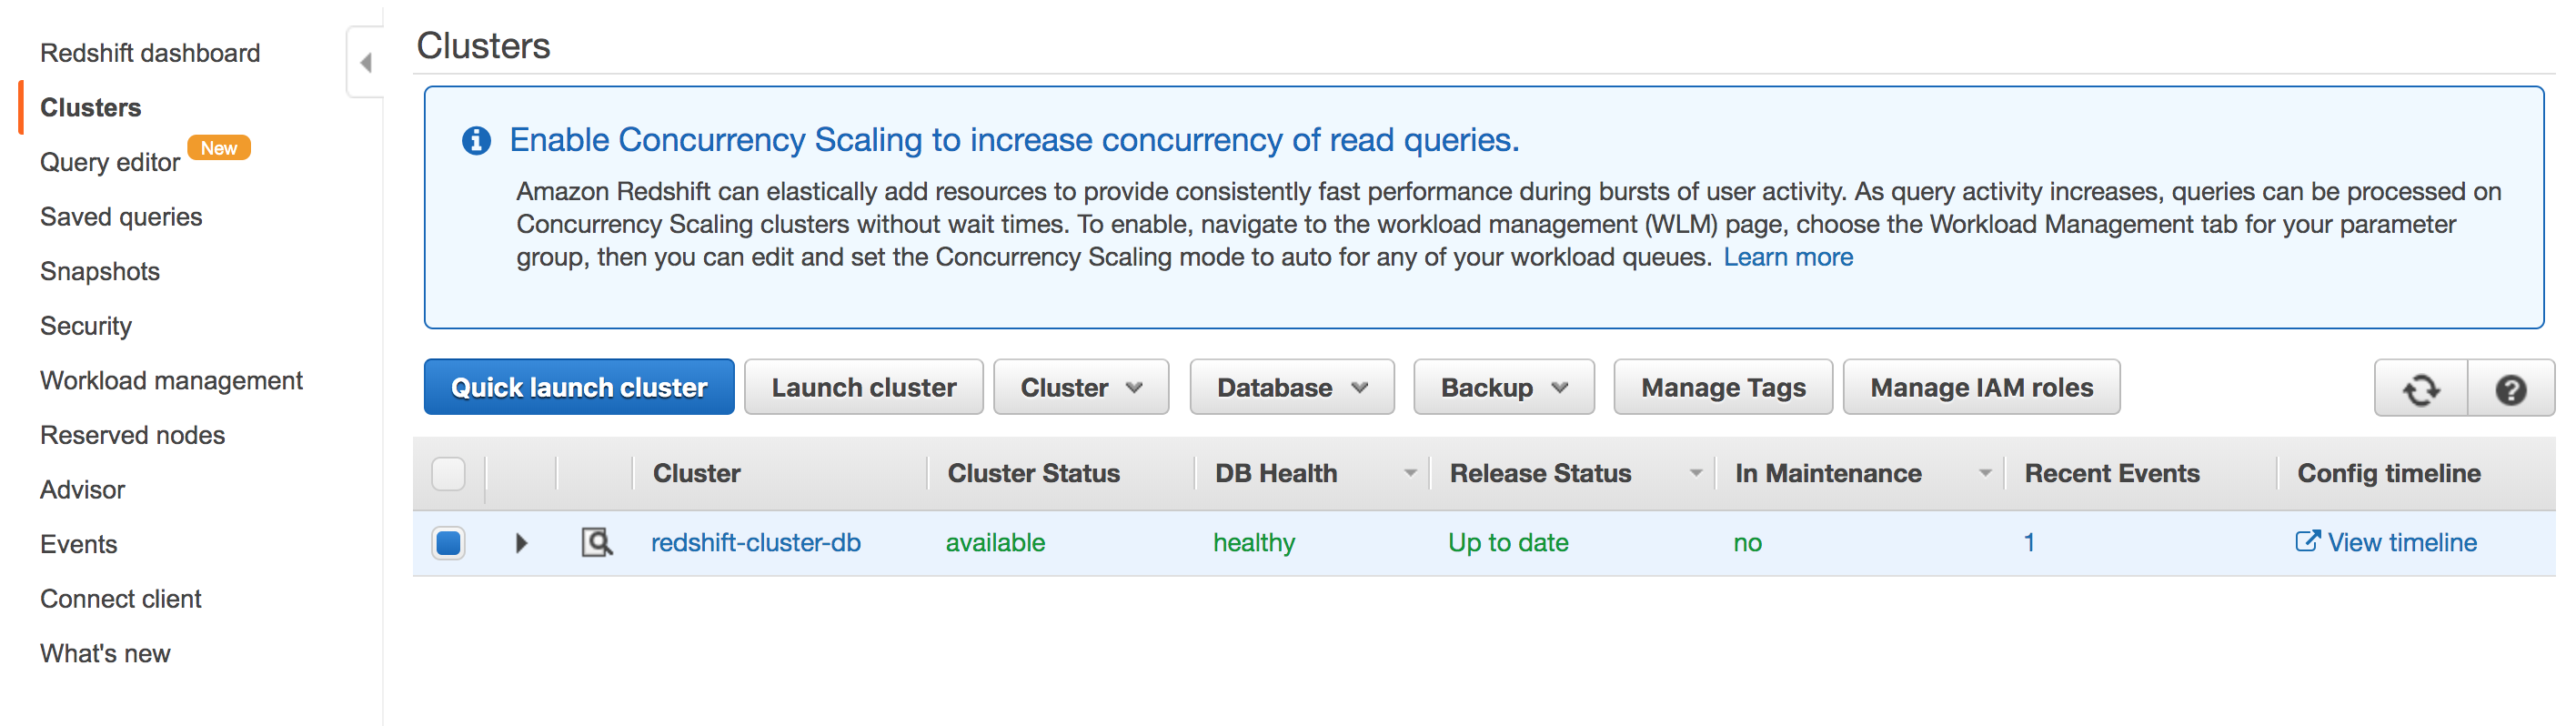 Redshift dashboard
Clusters
Query editor New
Saved queries
Snapshots
Security
Workload management
Reserved nodes
Advisor
Events
Connect client
What's new
Clusters
Enable Concurrency Scaling to increase concurrency of read queries.
Amazon Redshift can elastically add resources to provide consistently fast performance during bursts of user activity. As query activity increases, queries can be processed on
Concurrency Scaling clusters without wait times. To enable, navigate to the workload management (WLM) page, choose the Workload Management tab for your parameter
group, then you can edit and set the Concurrency Scaling mode to auto for any of your workload queues. Learn more
Quick launch cluster Launch cluster Cluster Database Backup Manage Tags Manage IAM roles
Cluster Cluster Status DB Health Release Status In Maintenance Recent Events Config timeline
redshift-cluster-db available healthy Up to date no 1 View timeline